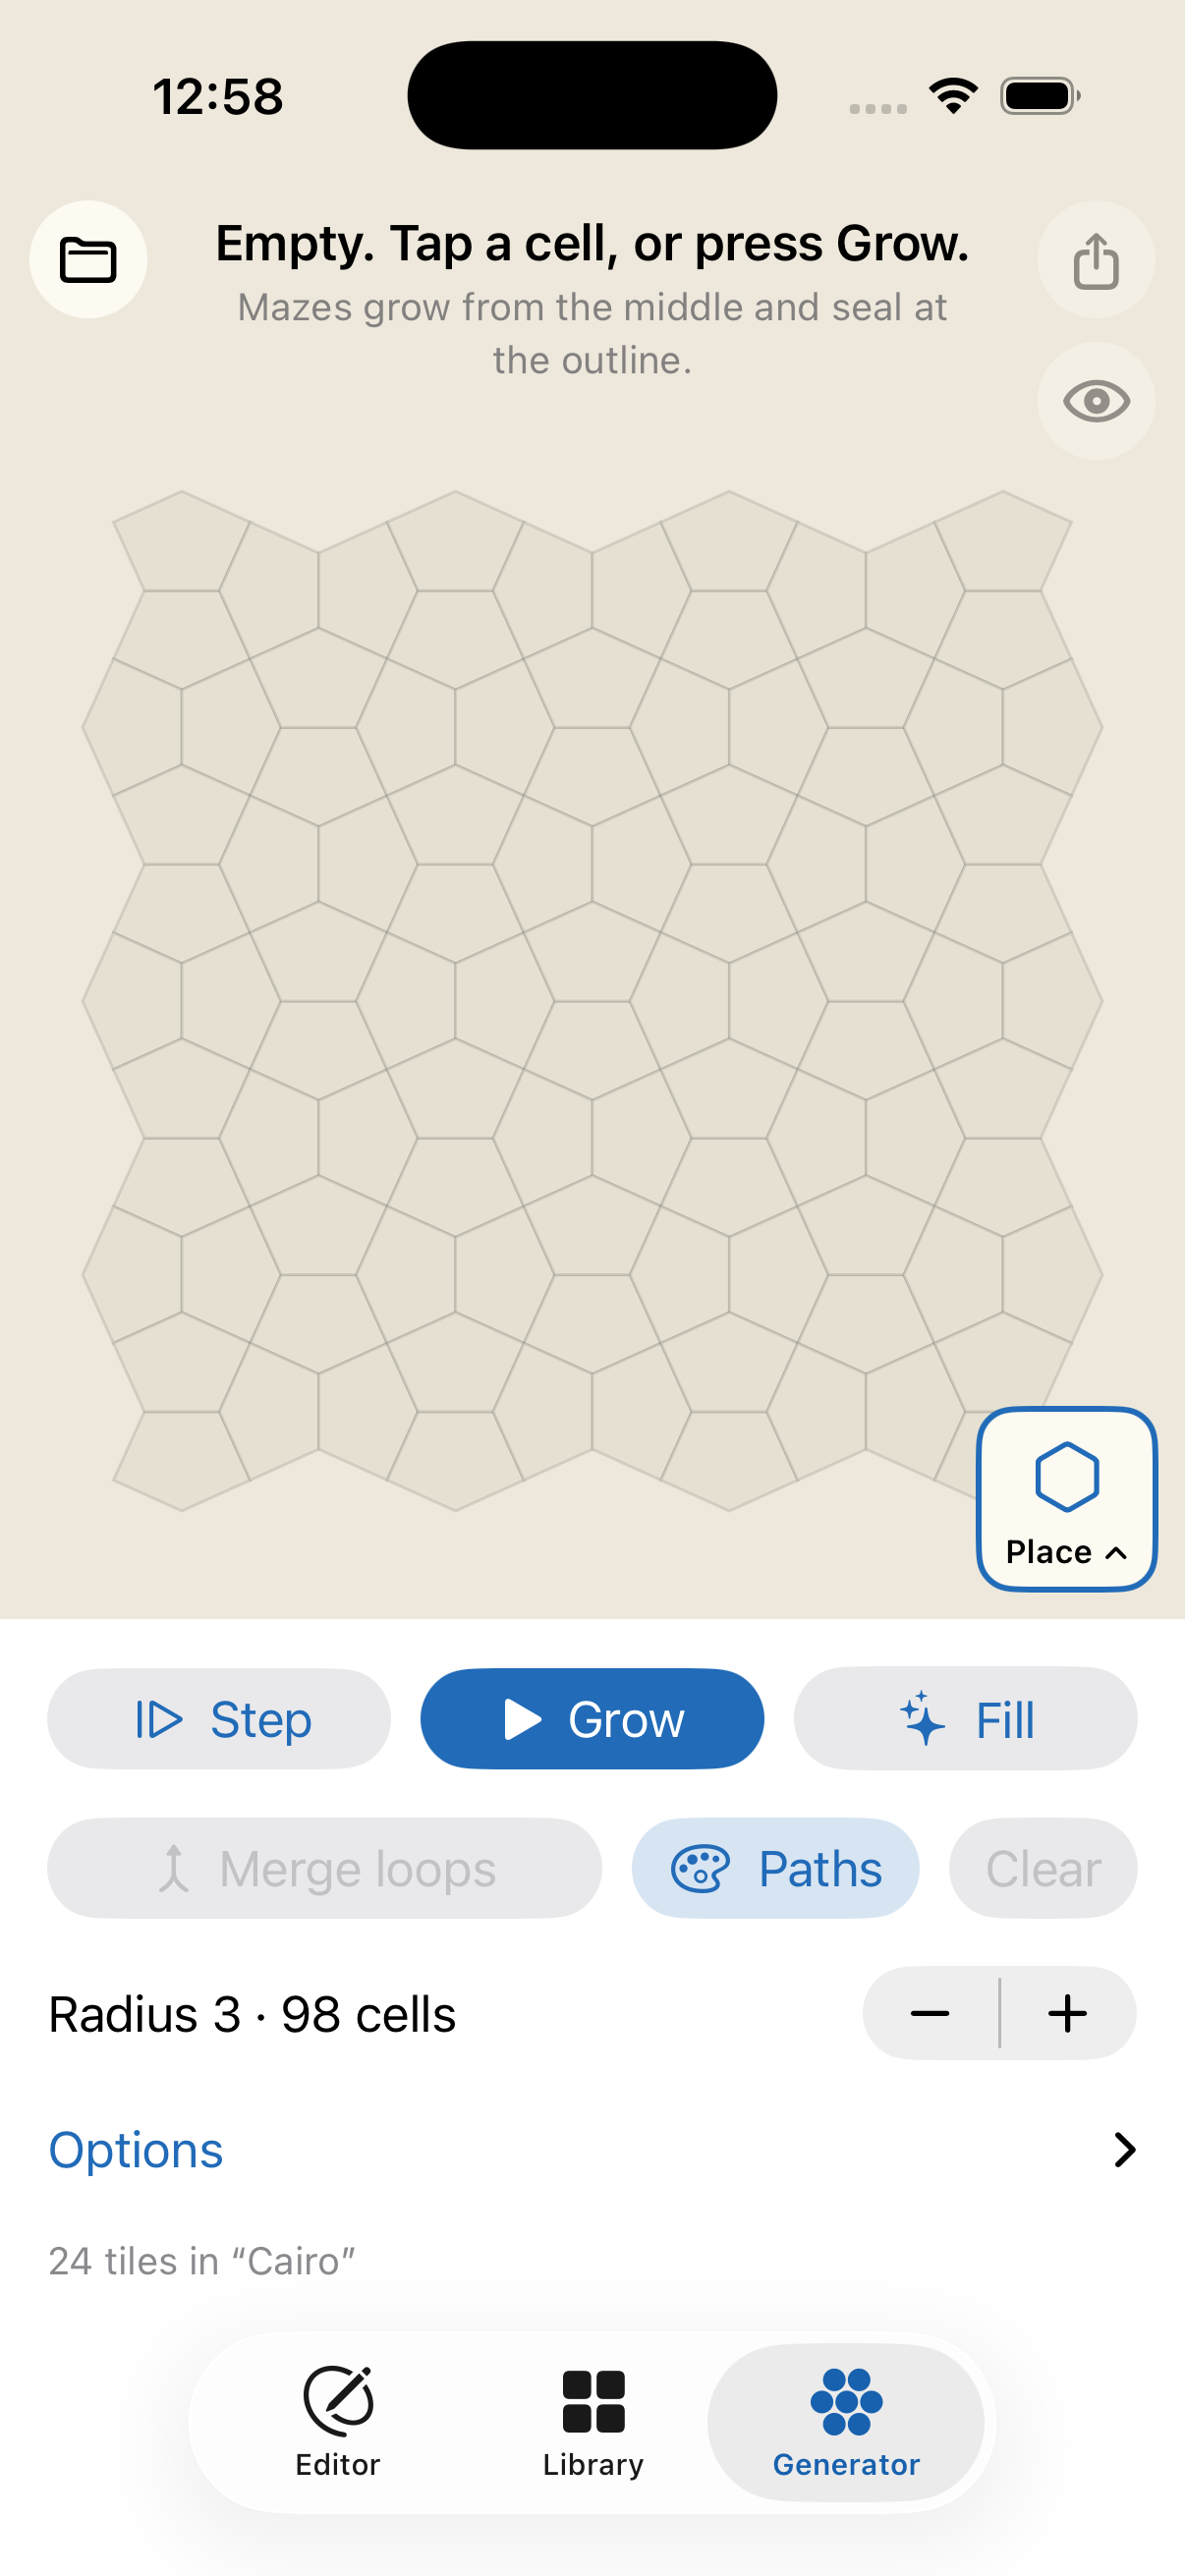 12:58
Empty. Tap a cell, or press Grow.
Mazes grow from the middle and seal at
the outline.
Place
Step
Grow
Fill
Merge loops
Paths
Clear
Radius 3 · 98 cells
Options
24 tiles in “Cairo”
Editor
Library
Generator